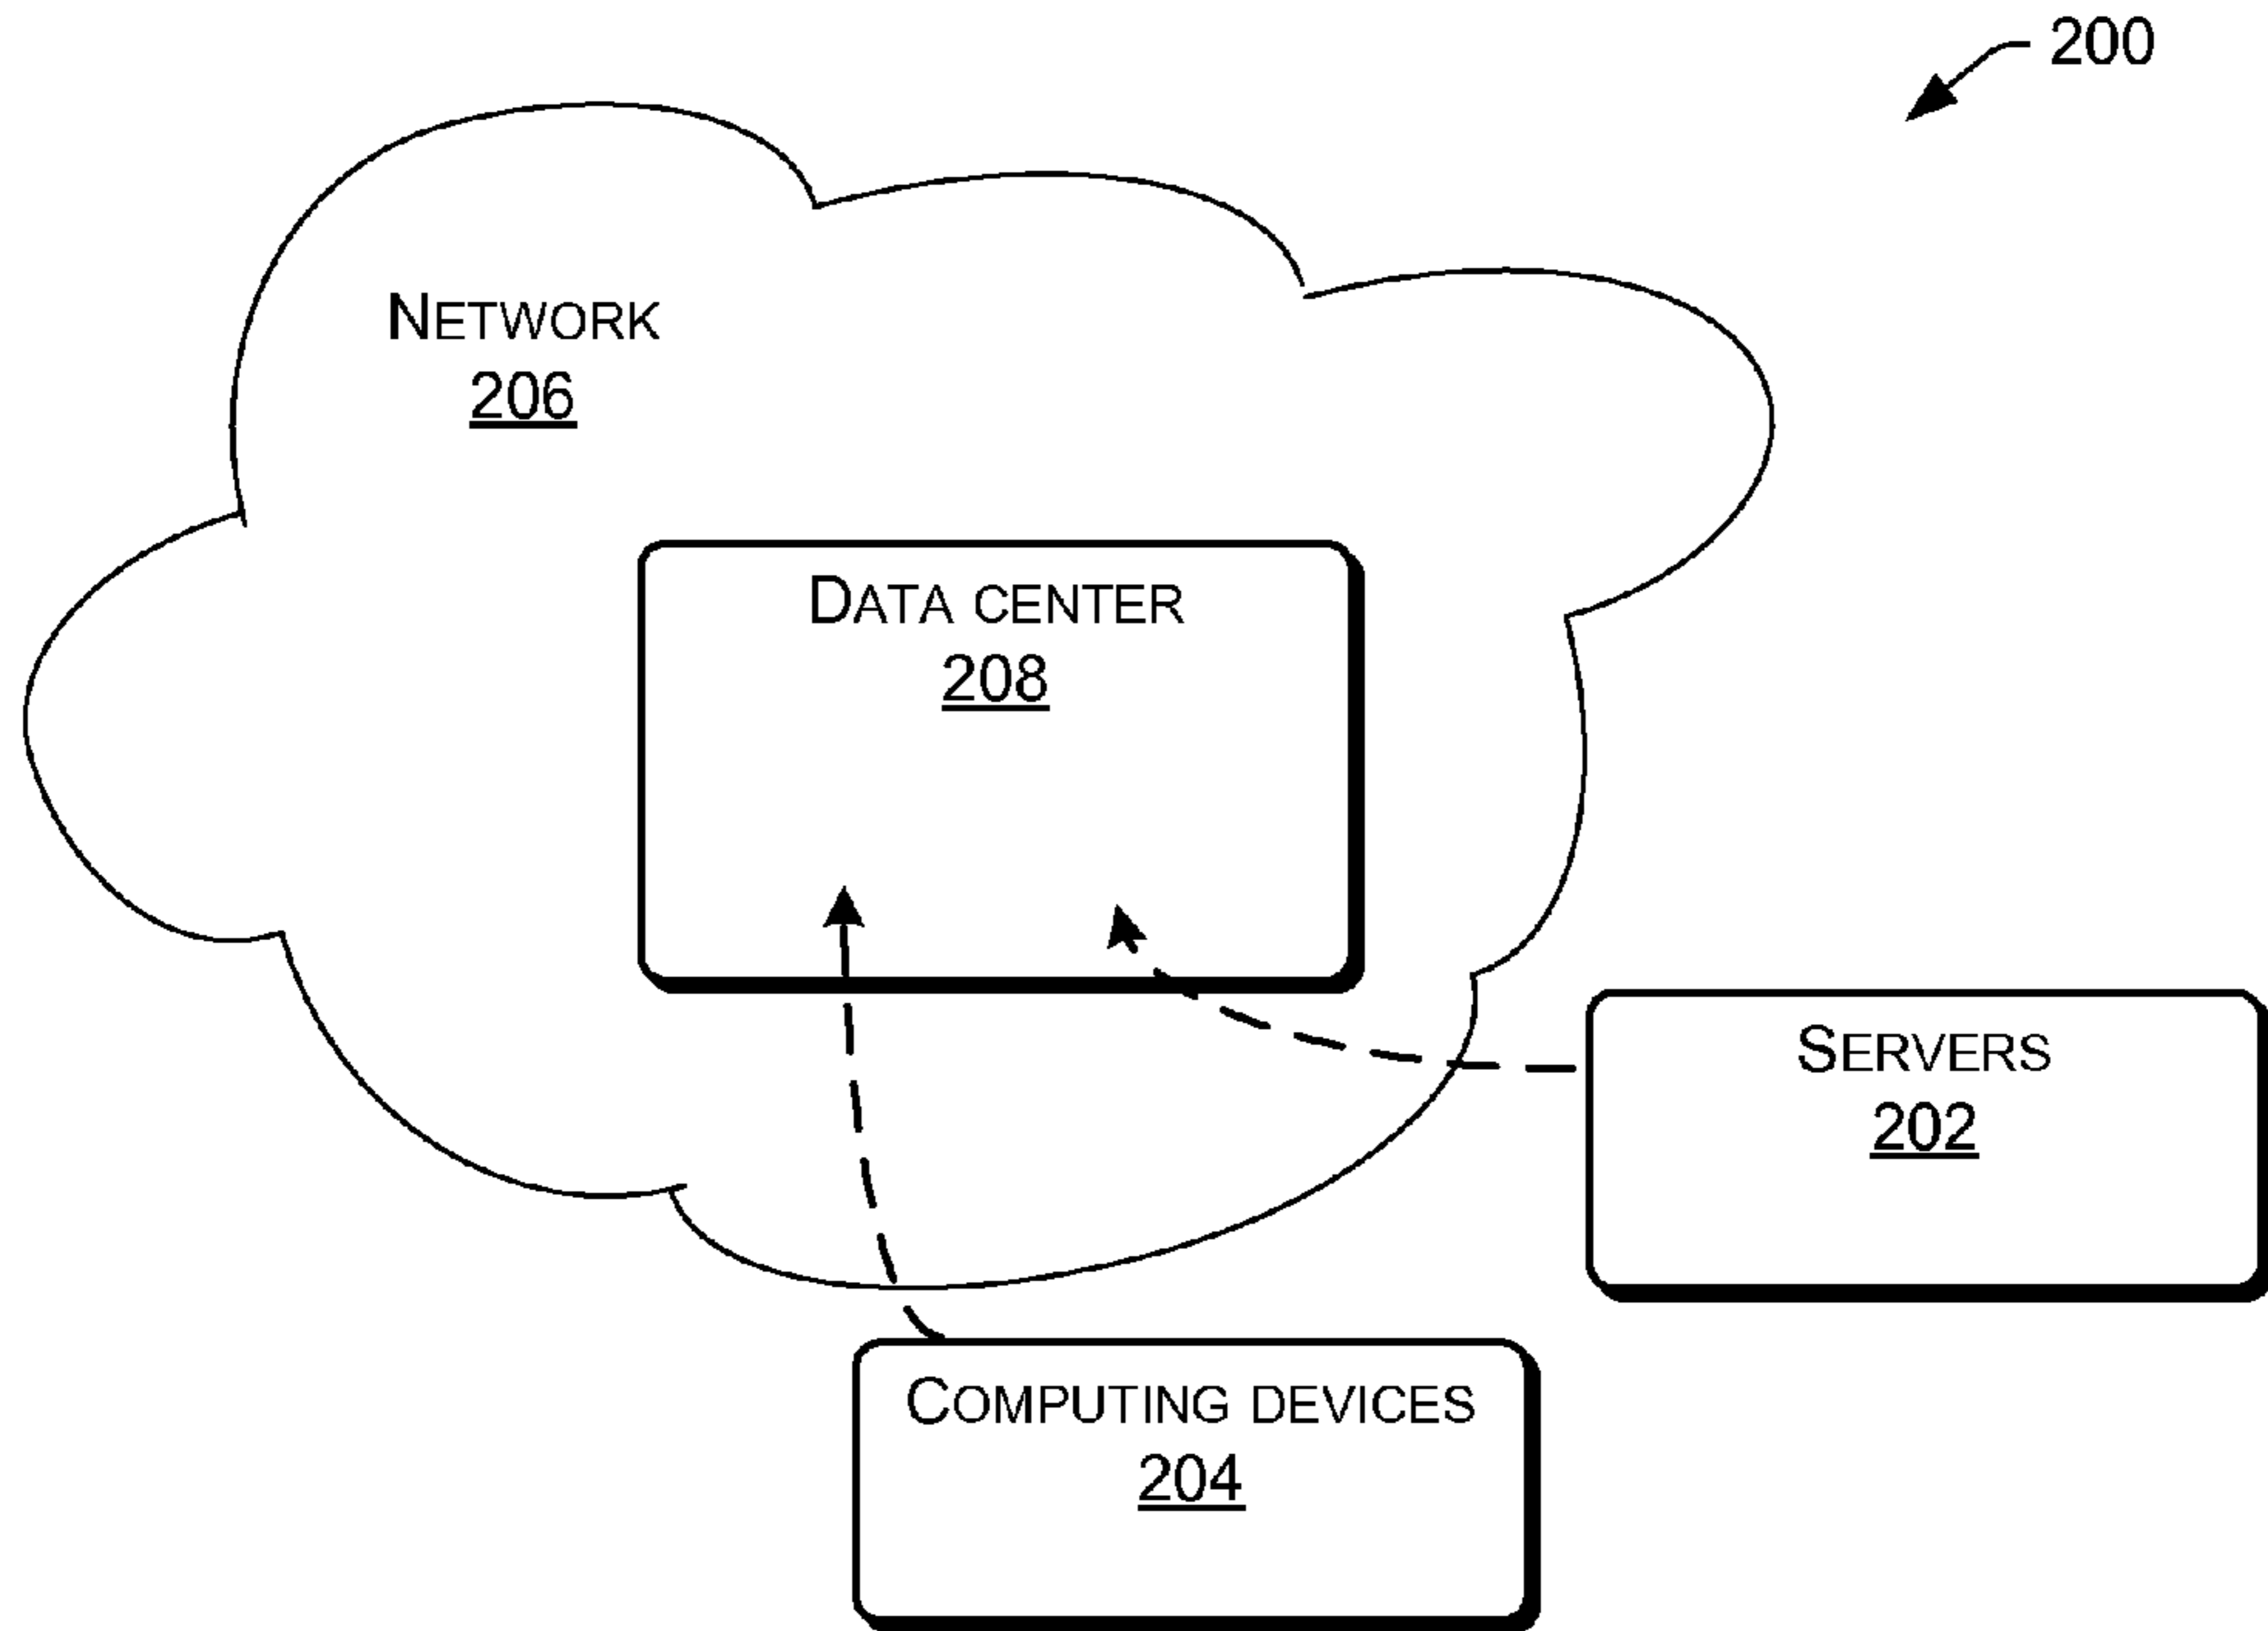 200
NETWORK
206
DATA CENTER
208
SERVERS
202
COMPUTING DEVICES
204